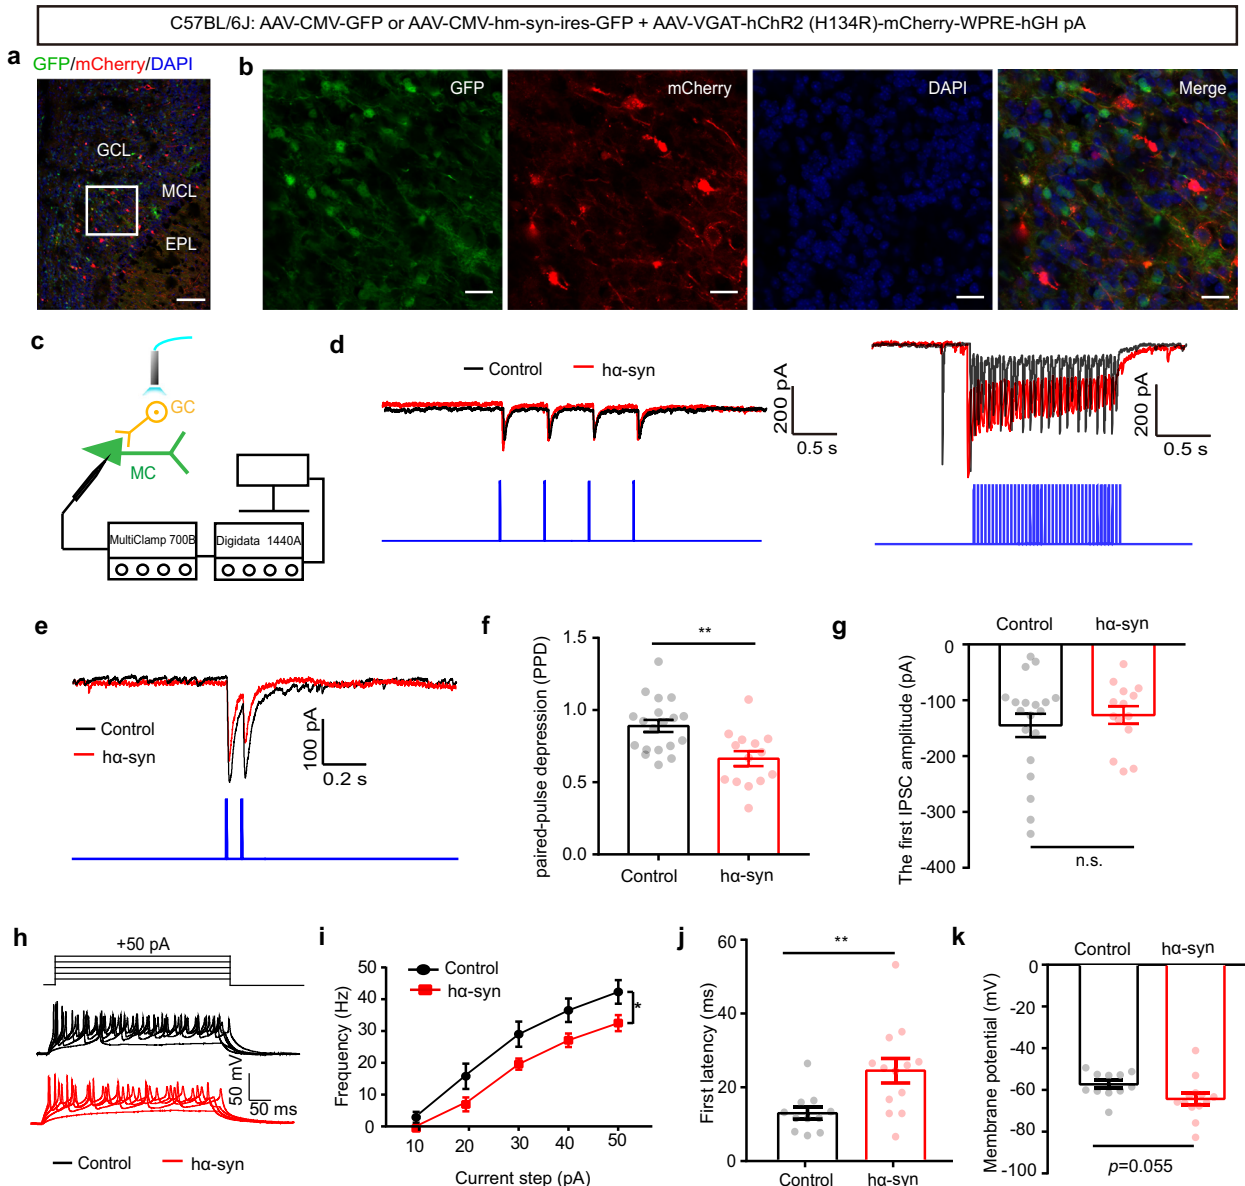 C57BL/6J: AAV-CMV-GFP or AAV-CMV-hm-syn-ires-GFP + AAV-VGAT-hChR2 (H134R)-mCherry-WPRE-hGH pA
a
GFP/mCherry/DAPI
GCL
MCL
EPL
b
GFP
mCherry
DAPI
Merge
c
GC
MC
MultiClamp 700B
Digidata 1440A
d
Control
hα-syn
200 pA
0.5 s
200 pA
0.5 s
e
Control
hα-syn
100 pA
0.2 s
f
paired-pulse depression (PPD)
1.5
1.0
0.5
0.0
**
Control
hα-syn
g
Control
hα-syn
The first IPSC amplitude (pA)
0
-100
-200
-300
-400
n.s.
h
+50 pA
50 mV
50 ms
Control
hα-syn
i
Frequency (Hz)
50
40
30
20
10
0
Control
hα-syn
*
10
20
30
40
50
Current step (pA)
j
First latency (ms)
60
40
20
0
**
Control
hα-syn
k
Control
hα-syn
Membrane potential (mV)
0
-20
-40
-60
-80
-100
p=0.055